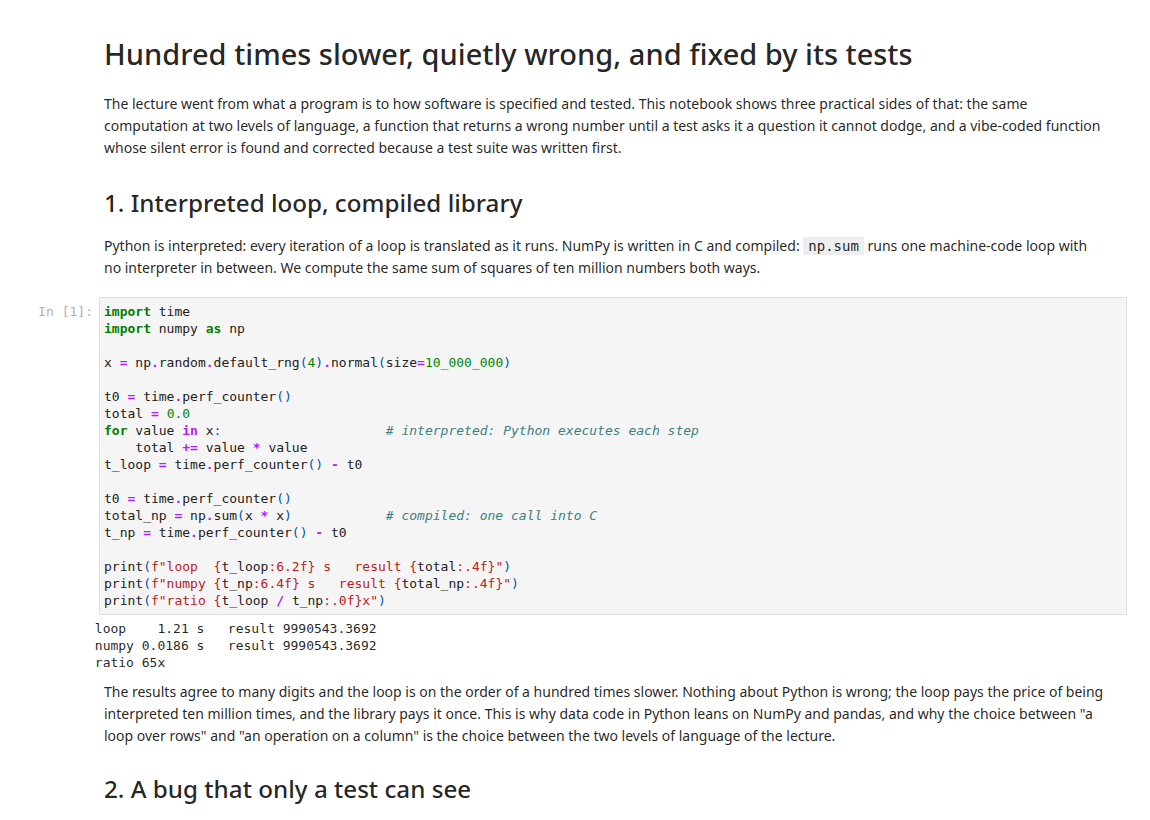 Hundred times slower, quietly wrong, and fixed by its tests
The lecture went from what a program is to how software is specified and tested. This notebook shows three practical sides of that: the same
computation at two levels of language, a function that returns a wrong number until a test asks it a question it cannot dodge, and a vibe-coded function
whose silent error is found and corrected because a test suite was written first.
1. Interpreted loop, compiled library
Python is interpreted: every iteration of a loop is translated as it runs. NumPy is written in C and compiled: np.sum runs one machine-code loop with
no interpreter in between. We compute the same sum of squares of ten million numbers both ways.
In [1]:
import time
import numpy as np

x = np.random.default_rng(4).normal(size=10_000_000)

t0 = time.perf_counter()
total = 0.0
for value in x:                     # interpreted: Python executes each step
    total += value * value
t_loop = time.perf_counter() - t0

t0 = time.perf_counter()
total_np = np.sum(x * x)            # compiled: one call into C
t_np = time.perf_counter() - t0

print(f"loop  {t_loop:6.2f} s   result {total:.4f}")
print(f"numpy {t_np:6.4f} s   result {total_np:.4f}")
print(f"ratio {t_loop / t_np:.0f}x")
loop    1.21 s   result 9990543.3692
numpy 0.0186 s   result 9990543.3692
ratio 65x
The results agree to many digits and the loop is on the order of a hundred times slower. Nothing about Python is wrong; the loop pays the price of being
interpreted ten million times, and the library pays it once. This is why data code in Python leans on NumPy and pandas, and why the choice between "a
loop over rows" and "an operation on a column" is the choice between the two levels of language of the lecture.
2. A bug that only a test can see